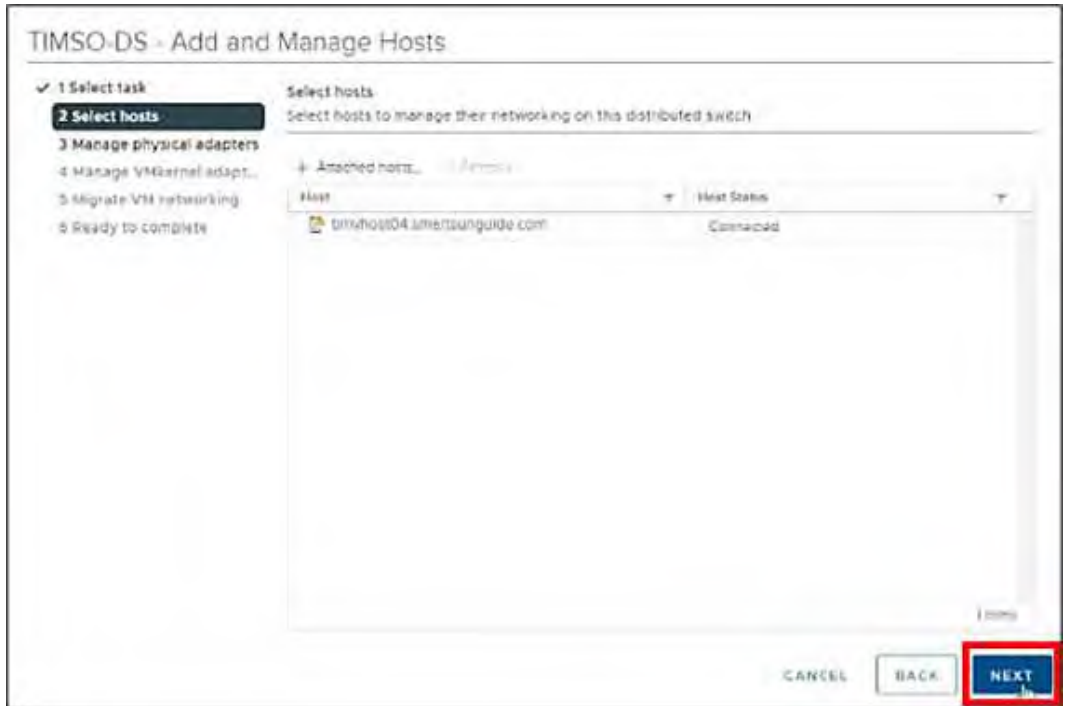 TIMSO-DS - Add and Manage Hosts
✓ 1 Select task
2 Select hosts
3 Manage physical adapters
4 Manage VMkernel adapt...
5 Migrate VM networking
6 Ready to complete
Select hosts
Select hosts to manage their networking on this distributed switch
+ Attached hosts...
Host
Host Status
Connected
CANCEL
BACK
NEXT